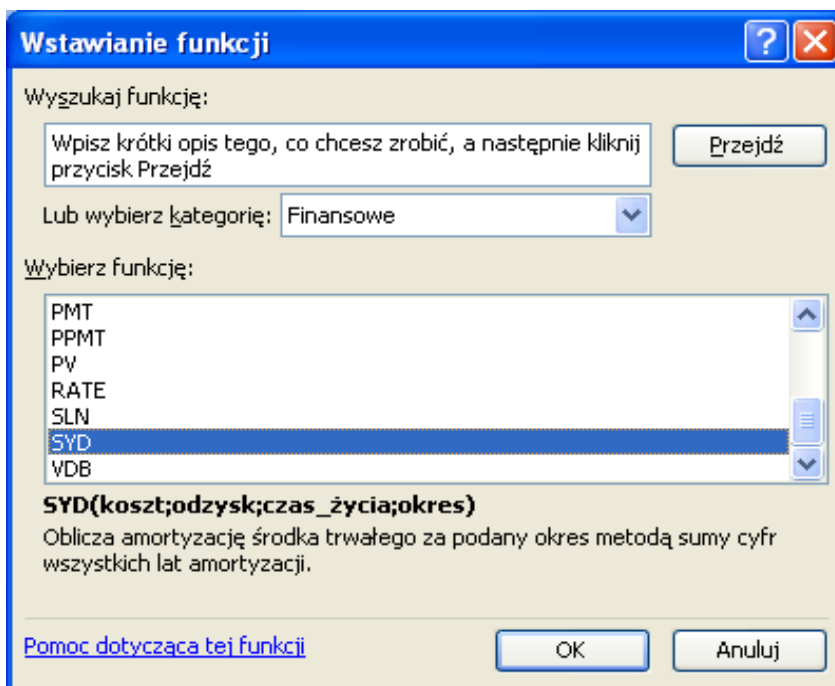 Wstawianie funkcji
Wyszukaj funkcję:
Wpisz krótki opis tego, co chcesz zrobić, a następnie kliknij
przycisk Przejdź
Przejdź
Lub wybierz kategorię: Finansowe
Wybierz funkcję:
PMT
PPMT
PV
RATE
SLN
SYD
VDB
SYD(koszt;odzysk;czas_życia;okres)
Oblicza amortyzację środka trwałego za podany okres metodą sumy cyfr
wszystkich lat amortyzacji.
Pomoc dotycząca tej funkcji
OK
Anuluj